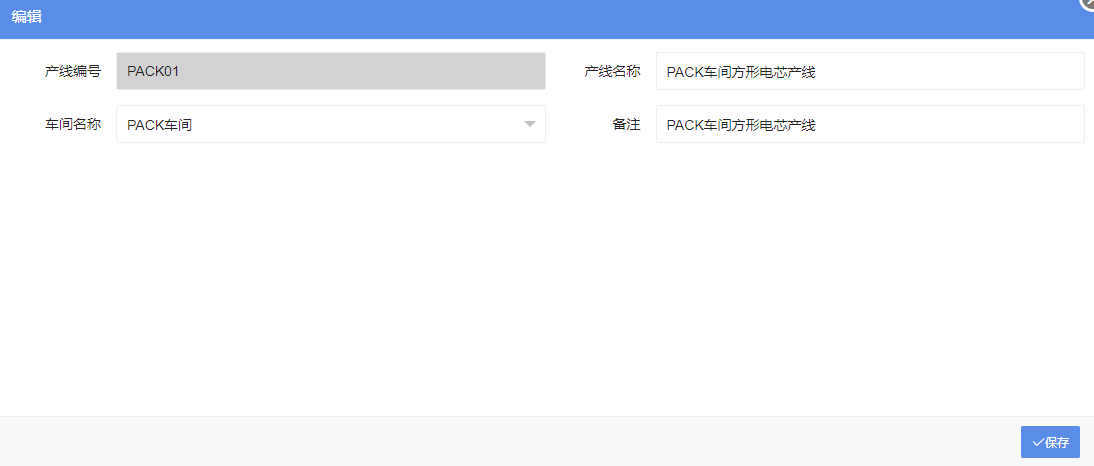 编辑
产线编号 PACK01 产线名称 PACK车间方形电芯产线
车间名称 PACK车间 备注 PACK车间方形电芯产线
保存